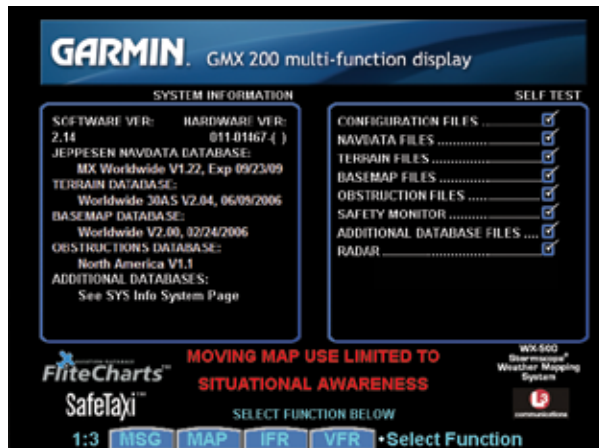 GARMIN. GMX 200 multi-function display
SYSTEM INFORMATION
SOFTWARE VER: HARDWARE VER:
2.14 011-01467-( )
JEPPESEN NAVDATA DATABASE:
MX Worldwide V1.22, Exp 09/23/09
TERRAIN DATABASE:
Worldwide 30AS V2.04, 06/09/2006
BASEMAP DATABASE:
Worldwide V2.00, 02/24/2006
OBSTRUCTIONS DATABASE:
North America V1.1
ADDITIONAL DATABASES:
See SYS Info System Page
SELF TEST
CONFIGURATION FILES
NAVDATA FILES
TERRAIN FILES
BASEMAP FILES
OBSTRUCTION FILES
SAFETY MONITOR
ADDITIONAL DATABASE FILES
RADAR
FliteCharts™
SafeTaxi™
MOVING MAP USE LIMITED TO
SITUATIONAL AWARENESS
SELECT FUNCTION BELOW
WX-500
Stormscope®
Weather Mapping
System
L3
communications
1:3 MSG MAP IFR VFR •Select Function